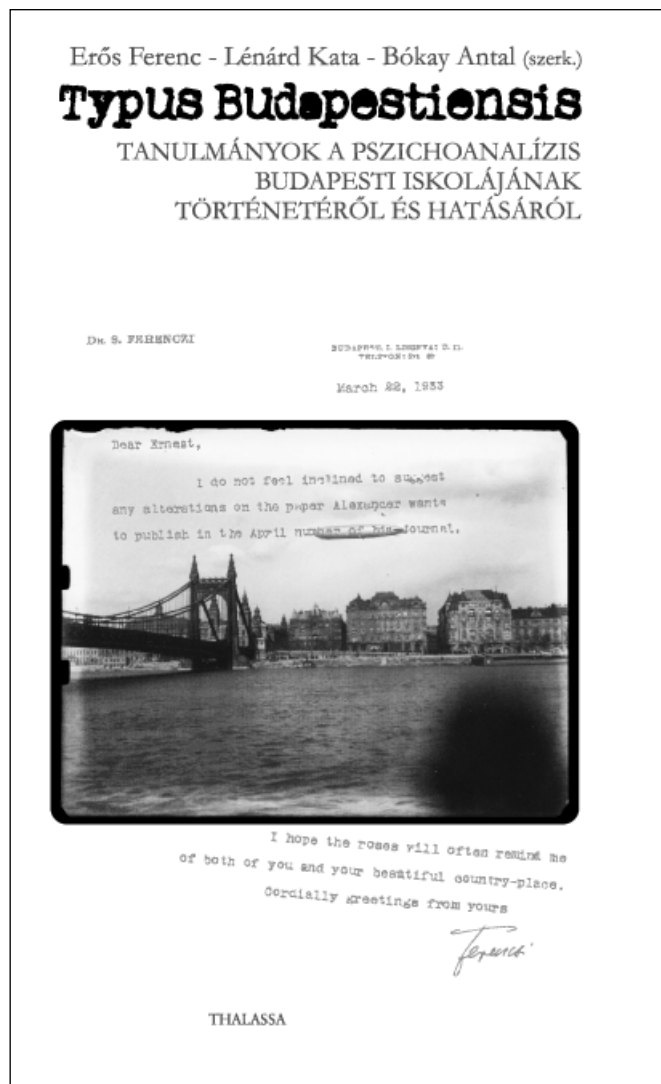 Erős Ferenc - Lénárd Kata - Bókay Antal (szerk.)
Typus Budapestiensis
TANULMÁNYOK A PSZICHOANALÍZIS
BUDAPESTI ISKOLÁJÁNAK
TÖRTÉNETÉRŐL ÉS HATÁSÁRÓL
DR. S. FERENCZI
March 22, 1933
Dear Ernest,
I do not feel inclined to suggest
any alterations on the paper Alexander wants
to publish in the April number of his Journal.
I hope the roses will often remind me
of both of you and your beautiful country-place.
Cordially greetings from yours
Ferenczi
THALASSA